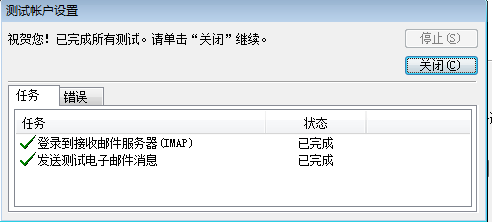 测试帐户设置
祝贺您！已完成所有测试。请单击“关闭”继续。
停止(S)
关闭(C)
任务
错误
任务 状态
登录到接收邮件服务器(IMAP) 已完成
发送测试电子邮件消息 已完成